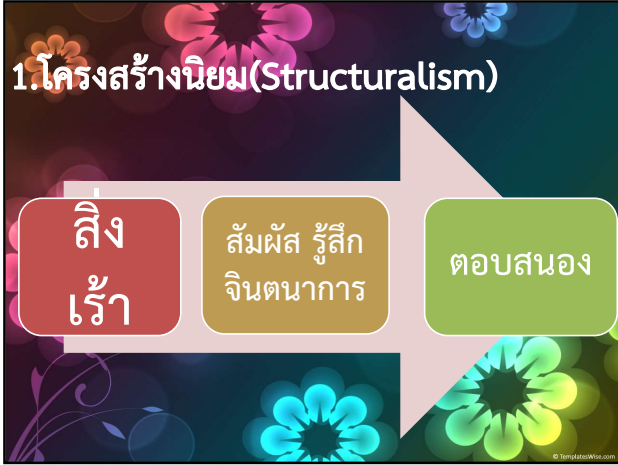 1.โครงสร้างนิยม(Structuralism)
สิ่ง
เร้า
สัมผัส รู้สึก
จินตนาการ
ตอบสนอง
© TemplatesWise.com